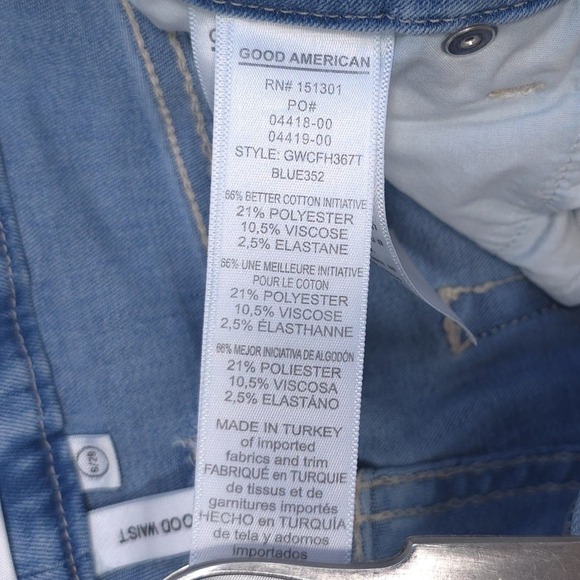 GOOD AMERICAN
RN# 151301
PO#
04418-00
04419-00
STYLE: GWCFH367T
BLUE352
66% BETTER COTTON INITIATIVE
21% POLYESTER
10,5% VISCOSE
2,5% ELASTANE
66% UNE MEILLEURE INITIATIVE
POUR LE COTON
21% POLYESTER
10,5% VISCOSE
2,5% ÉLASTHANNE
66% MEJOR INICIATIVA DE ALGODÓN
21% POLIESTER
10,5% VISCOSA
2,5% ELASTÁNO
MADE IN TURKEY
of imported
fabrics and trim
FABRIQUÉ EN TURQUIE
de tissus et de
garnitures importés
HECHO en TURQUÍA
de tela y adornos
importados
6/28
OOD WAIST